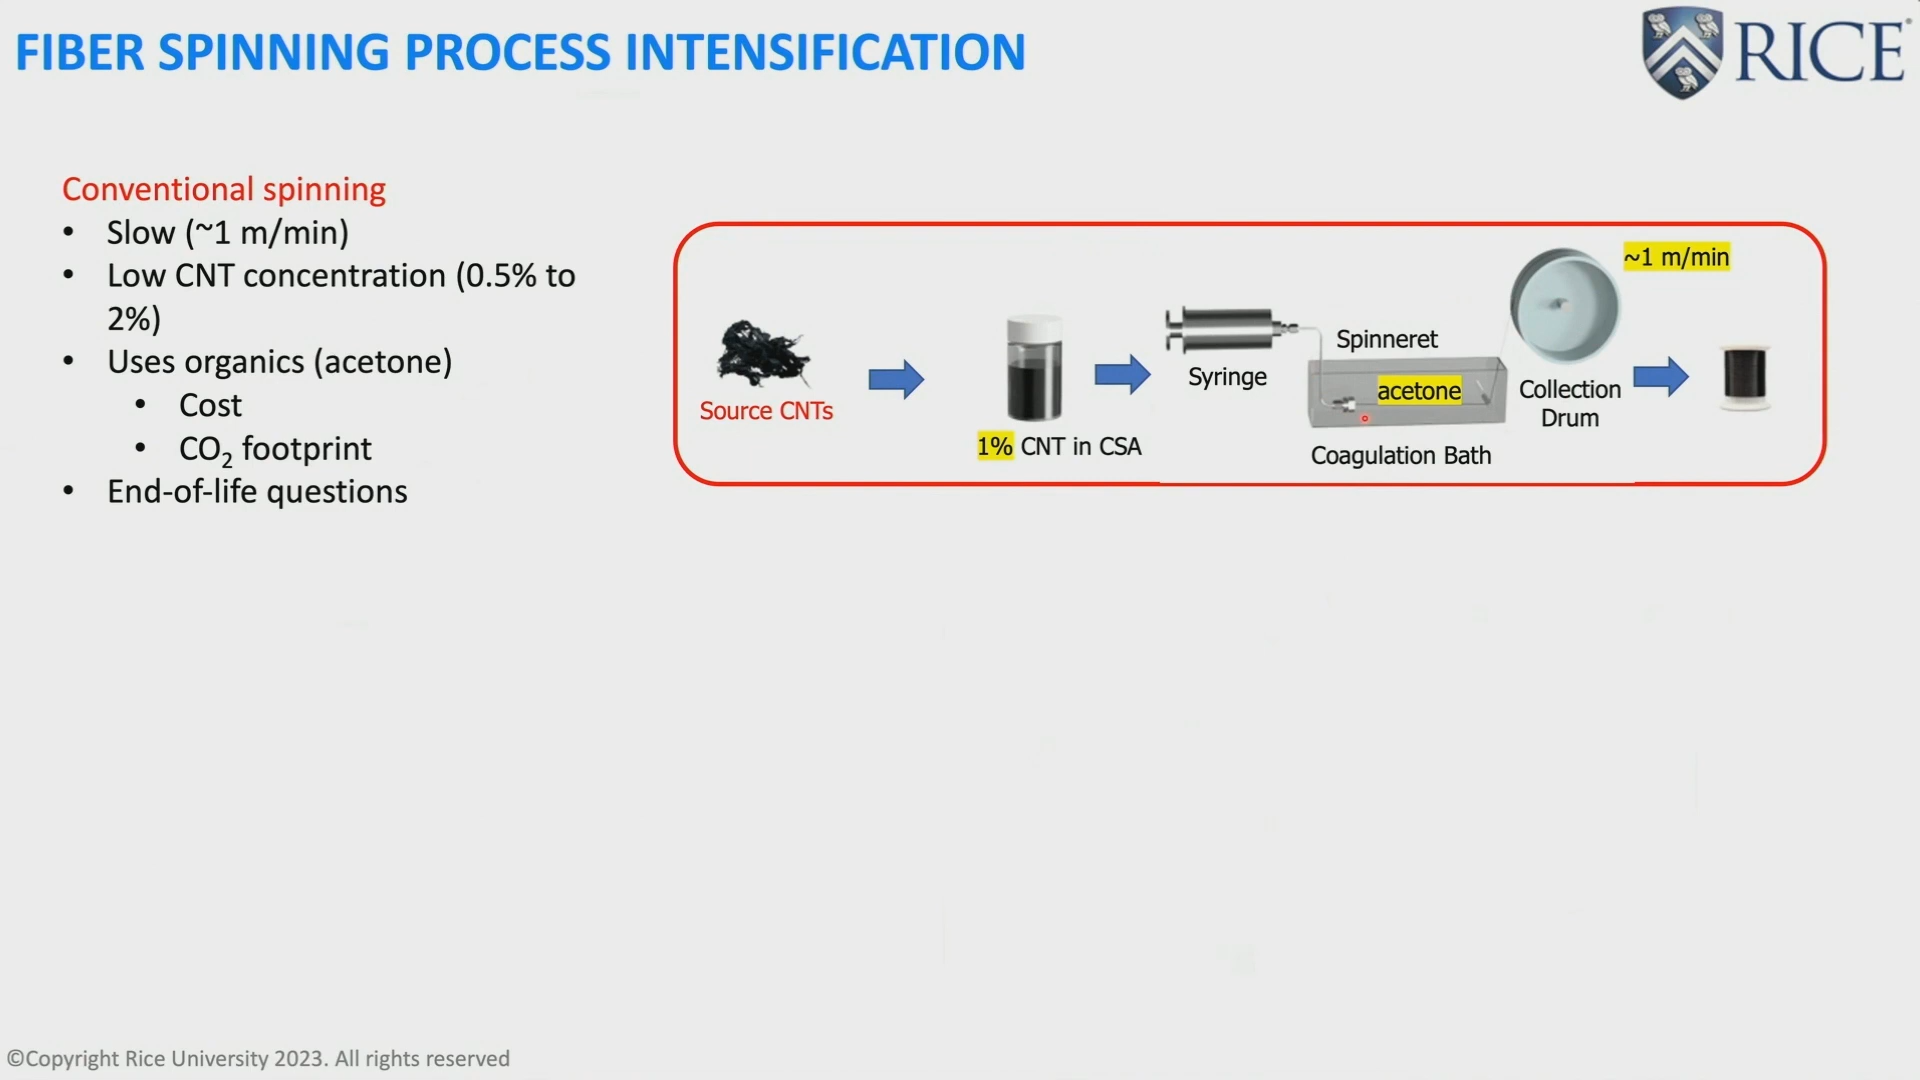 FIBER SPINNING PROCESS INTENSIFICATION
RICE
Conventional spinning
• Slow (~1 m/min)
• Low CNT concentration (0.5% to
2%)
• Uses organics (acetone)
• Cost
• CO₂ footprint
• End-of-life questions
~1 m/min
Source CNTs
1% CNT in CSA
Syringe
Spinneret
acetone
Coagulation Bath
Collection
Drum
©Copyright Rice University 2023. All rights reserved